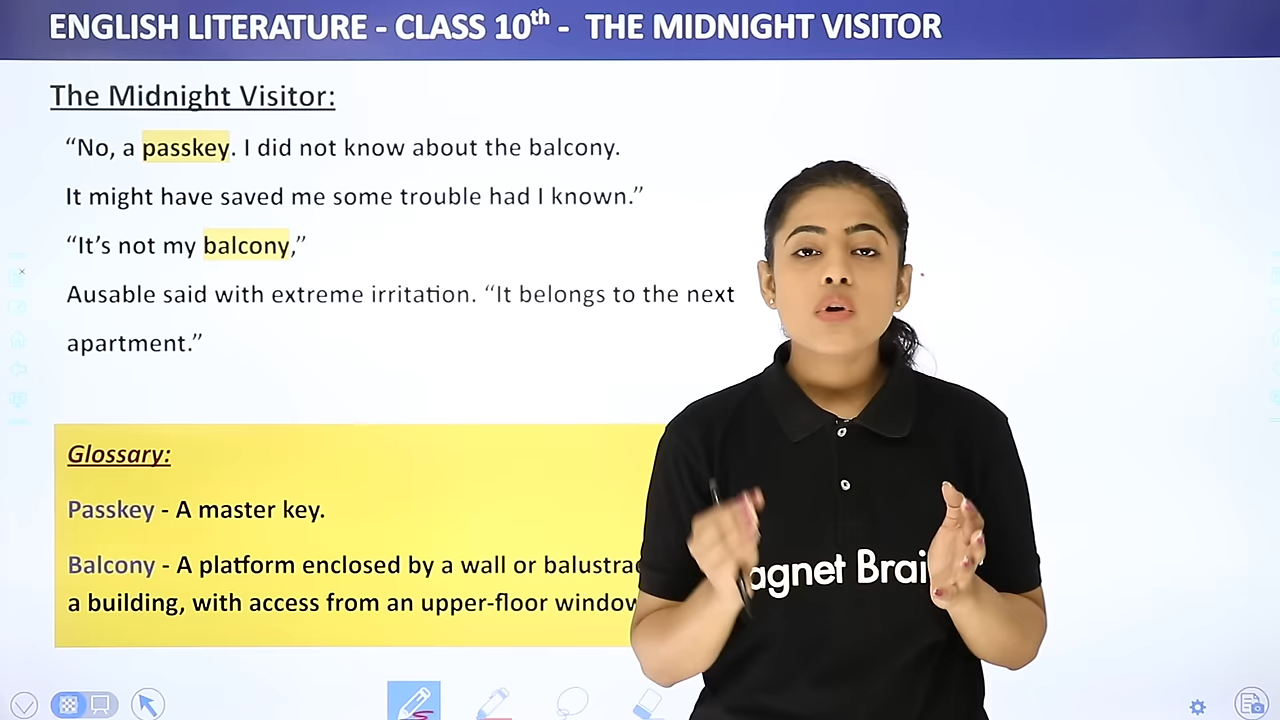 ENGLISH LITERATURE - CLASS 10th - THE MIDNIGHT VISITOR
The Midnight Visitor:
“No, a passkey. I did not know about the balcony.
It might have saved me some trouble had I known.”
“It’s not my balcony,”
Ausable said with extreme irritation. “It belongs to the next
apartment.”
Glossary:
Passkey - A master key.
Balcony - A platform enclosed by a wall or
a building, with access from an upper-floor window
agnet Brai